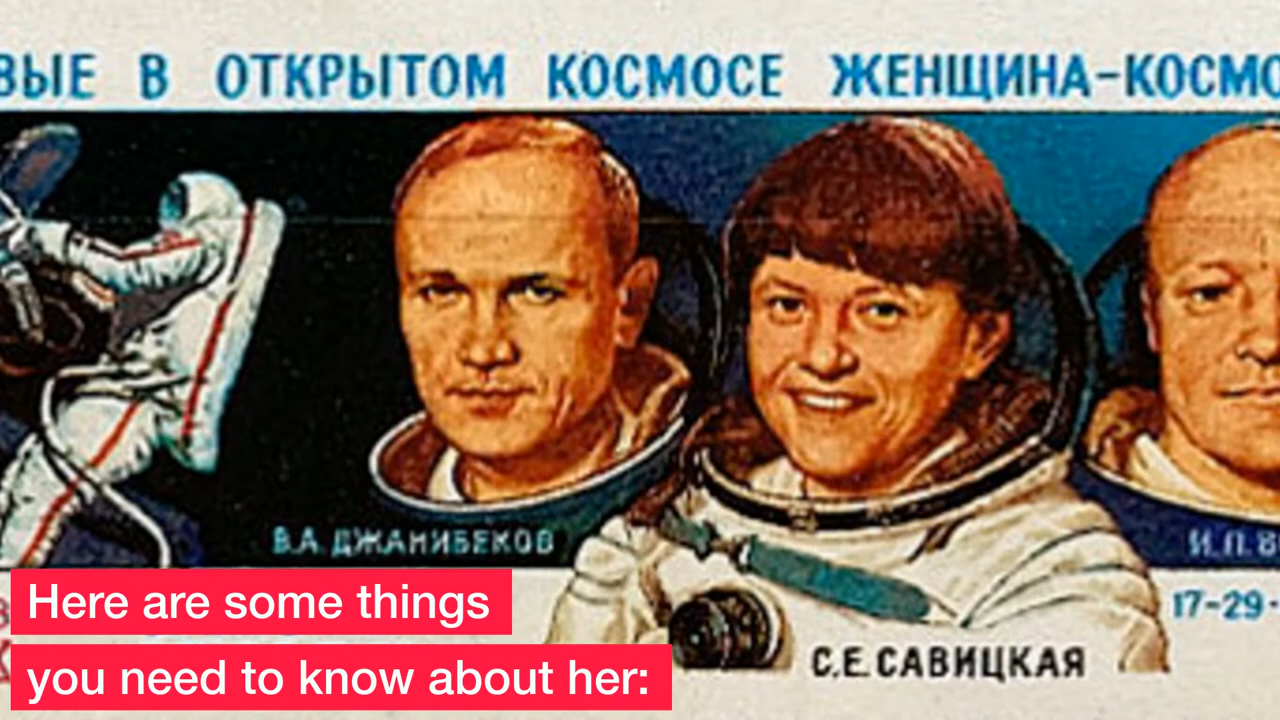 ВЫЕ В ОТКРЫТОМ КОСМОСЕ ЖЕНЩИНА-КОСМО
В.А. ДЖАНИБЕКОВ
И.П. В
17-29-
С.Е. САВИЦКАЯ
Here are some things
you need to know about her: